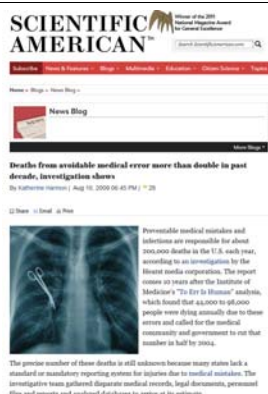 SCIENTIFIC
AMERICAN™
Winner of the 2011
National Magazine Award
for General Excellence
Search ScientificAmerican.com
Subscribe News & Features Blogs Multimedia Education Citizen Science Topics
Home » Blogs » News Blog »
News Blog
More Blogs
Deaths from avoidable medical error more than double in past
decade, investigation shows
By Katherine Harmon | Aug 10, 2009 06:45 PM | 29
Share Email Print
Preventable medical mistakes and
infections are responsible for about
200,000 deaths in the U.S. each year,
according to an investigation by the
Hearst media corporation. The report
comes 10 years after the Institute of
Medicine's "To Err Is Human" analysis,
which found that 44,000 to 98,000
people were dying annually due to these
errors and called for the medical
community and government to cut that
number in half by 2004.
The precise number of these deaths is still unknown because many states lack a
standard or mandatory reporting system for injuries due to medical mistakes. The
investigative team gathered disparate medical records, legal documents, personnel
files and reports and analyzed databases to arrive at its estimate.